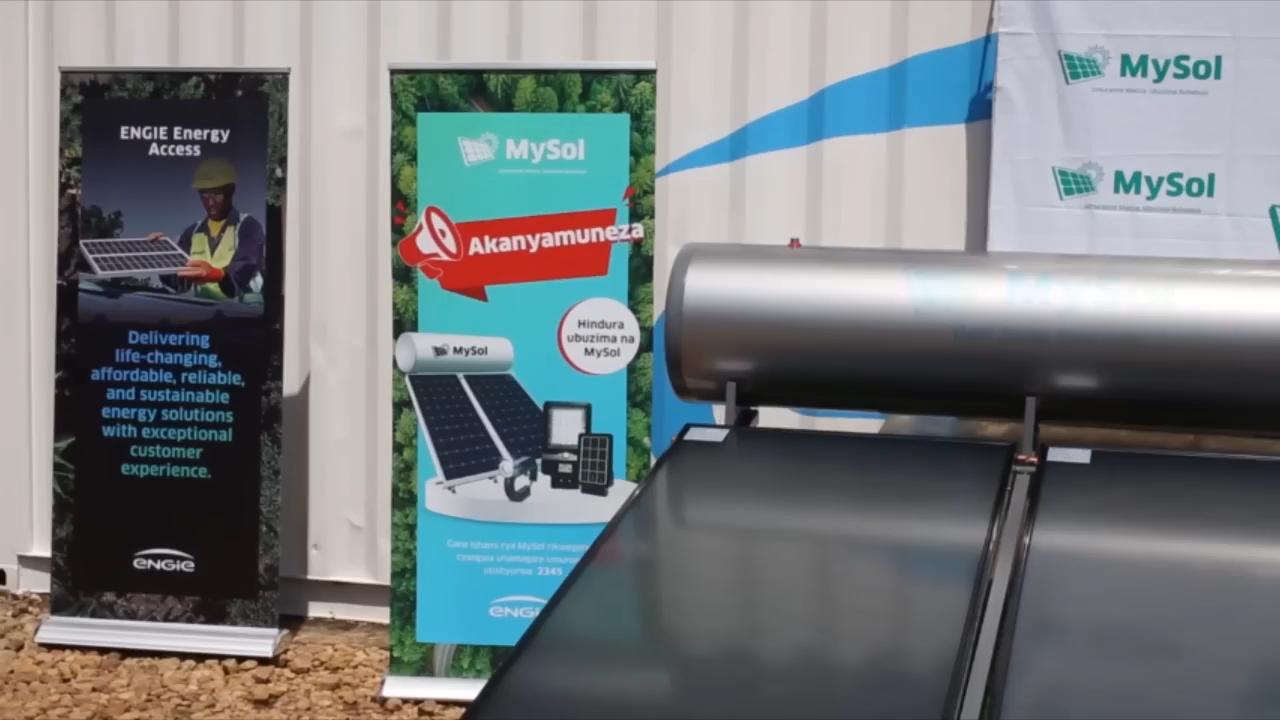 ENGIE Energy
Access
Delivering
life-changing,
affordable, reliable,
and sustainable
energy solutions
with exceptional
customer
experience.
ENGIE
MySol
Akanyamuneza
Hindura
ubuzima na
MySol
MySol
2345
ENGI
MySol
MySol